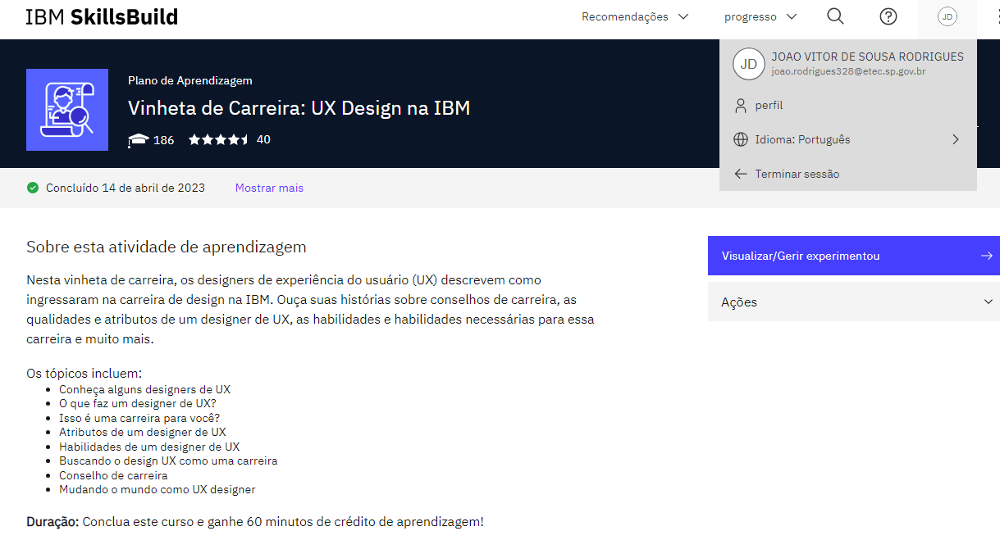 IBM SkillsBuild
Recomendações
progresso
JD
JD
JOAO VITOR DE SOUSA RODRIGUES
joao.rodrigues328@etec.sp.gov.br
perfil
Idioma: Português
Terminar sessão
Plano de Aprendizagem
Vinheta de Carreira: UX Design na IBM
186
40
Concluído 14 de abril de 2023
Mostrar mais
Sobre esta atividade de aprendizagem
Nesta vinheta de carreira, os designers de experiência do usuário (UX) descrevem como
ingressaram na carreira de design na IBM. Ouça suas histórias sobre conselhos de carreira, as
qualidades e atributos de um designer de UX, as habilidades e habilidades necessárias para essa
carreira e muito mais.
Os tópicos incluem:
• Conheça alguns designers de UX
• O que faz um designer de UX?
• Isso é uma carreira para você?
• Atributos de um designer de UX
• Habilidades de um designer de UX
• Buscando o design UX como uma carreira
• Conselho de carreira
• Mudando o mundo como UX designer
Duração: Conclua este curso e ganhe 60 minutos de crédito de aprendizagem!
Visualizar/Gerir experimentou
Ações